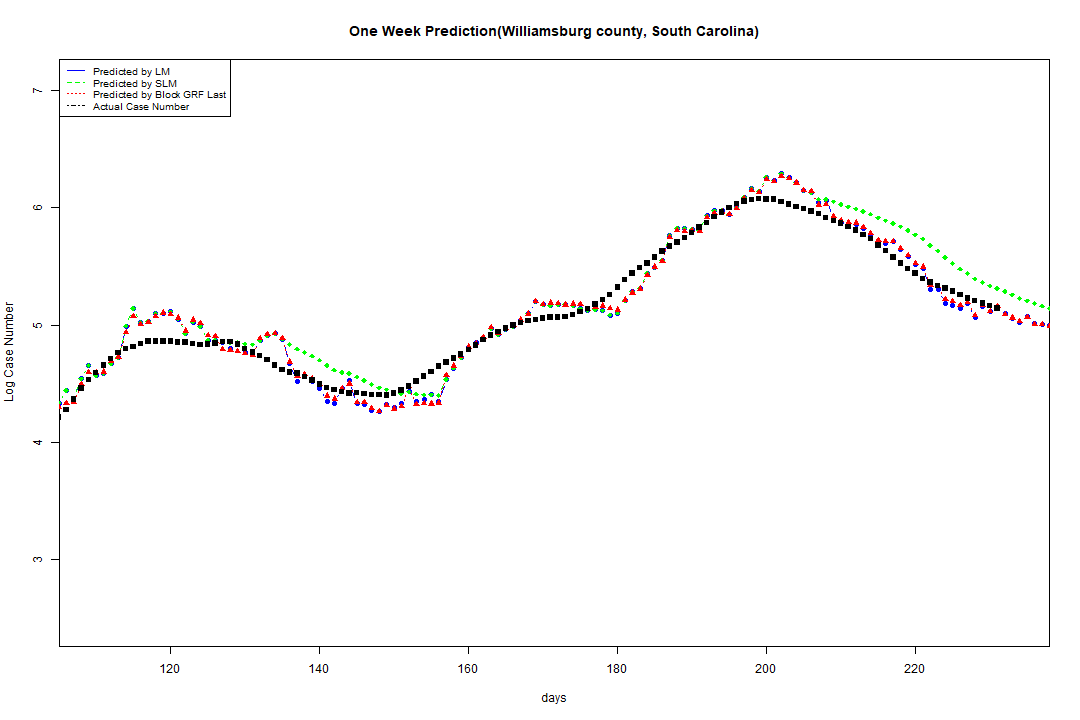 One Week Prediction(Williamsburg county, South Carolina)
Predicted by LM
Predicted by SLM
Predicted by Block GRF Last
Actual Case Number
7
6
5
4
3
Log Case Number
120 140 160 180 200 220
days